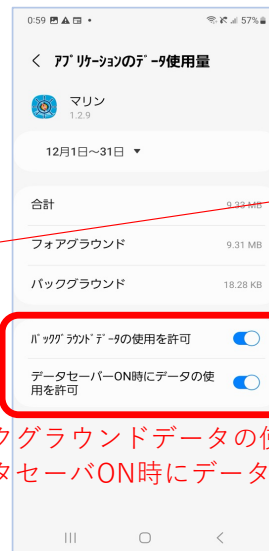 0:59
57%
アプリケーションのデータ使用量
マリン
1.2.9
12月1日～31日
合計
9.33 MB
フォアグラウンド
9.31 MB
バックグラウンド
18.28 KB
バックグラウンドデータの使用を許可
データセーバーON時にデータの使
用を許可
クグラウンドデータの使
タセーバON時にデータ